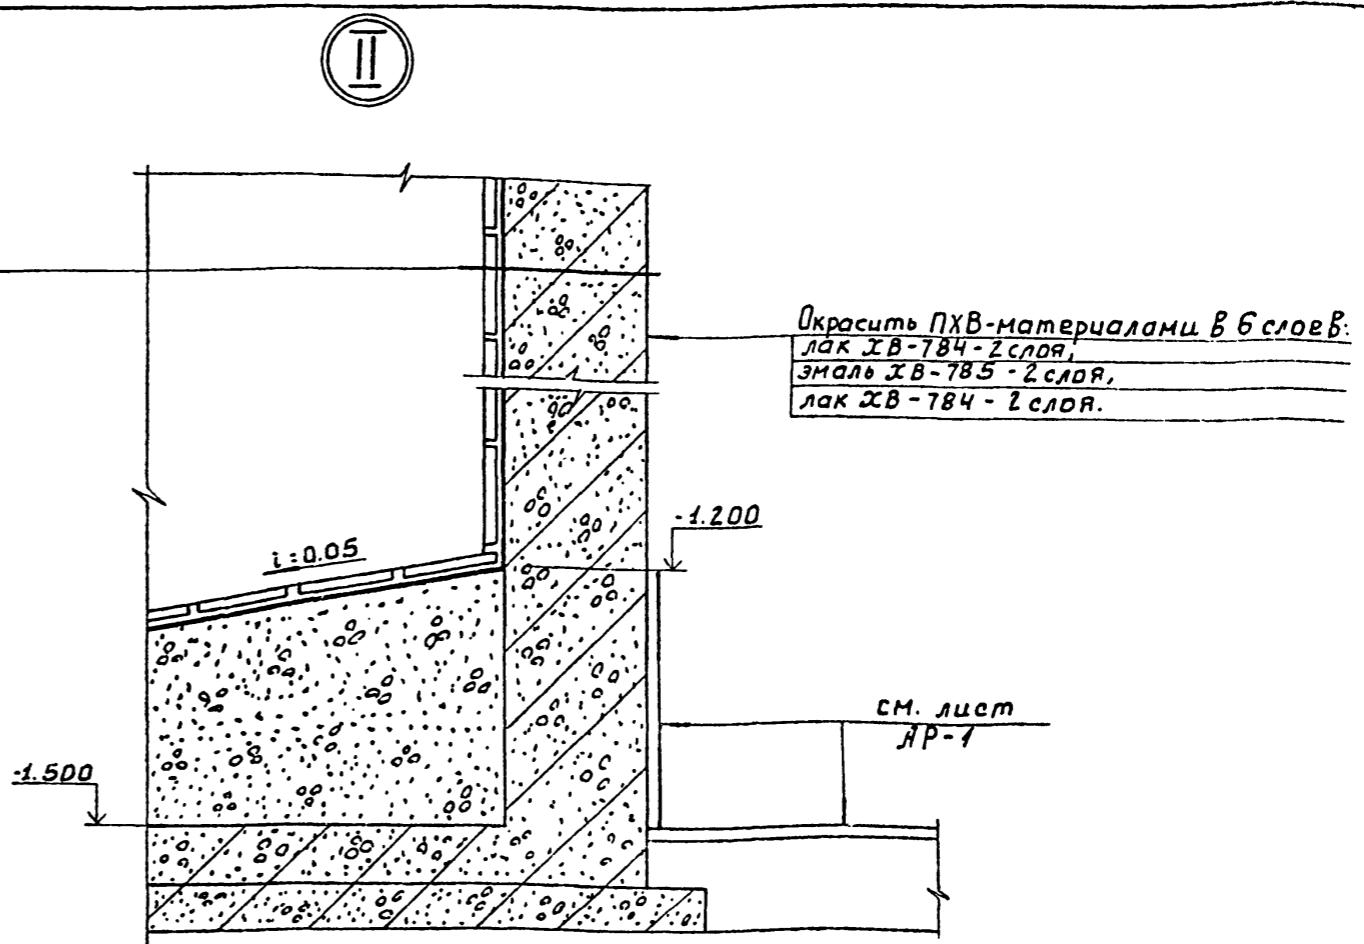 II
Окрасить ПХВ-материалами в 6 слоев:
лак ХВ-784-2 слоя,
эмаль ХВ-785-2 слоя,
лак ХВ-784-2 слоя.
-1.200
i=0.05
см. лист
АР-1
-1.500